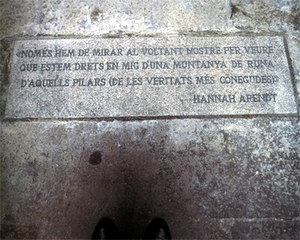 «NOMÉS HEM DE MIRAR AL VOLTANT NOSTRE PER VEURE
QUE ESTEM DRETS EN MIG D'UNA MUNTANYA DE RUNA
D'AQUELLS PILARS (DE LES VERITATS MÉS CONEGUDES)»
HANNAH ARENDT